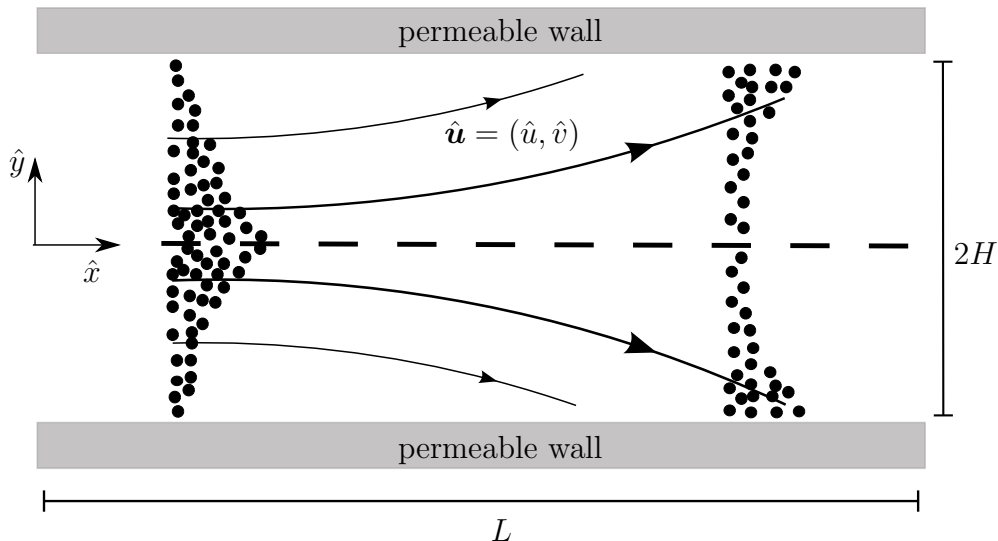 permeable wall
û = (û, v̂)
ŷ
x̂
2H
permeable wall
L